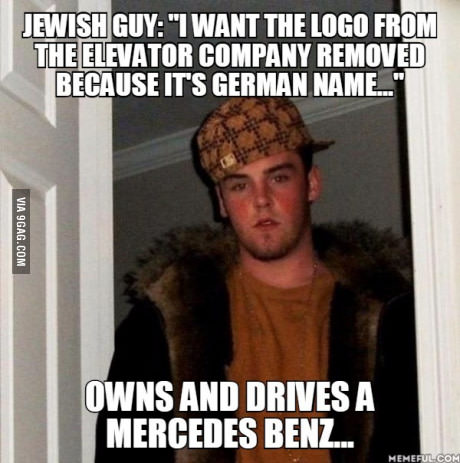 JEWISH GUY: "I WANT THE LOGO FROM
THE ELEVATOR COMPANY REMOVED
BECAUSE IT'S GERMAN NAME..."
VIA 9GAG.COM
OWNS AND DRIVES A
MERCEDES BENZ...
MEMEFUL.COM